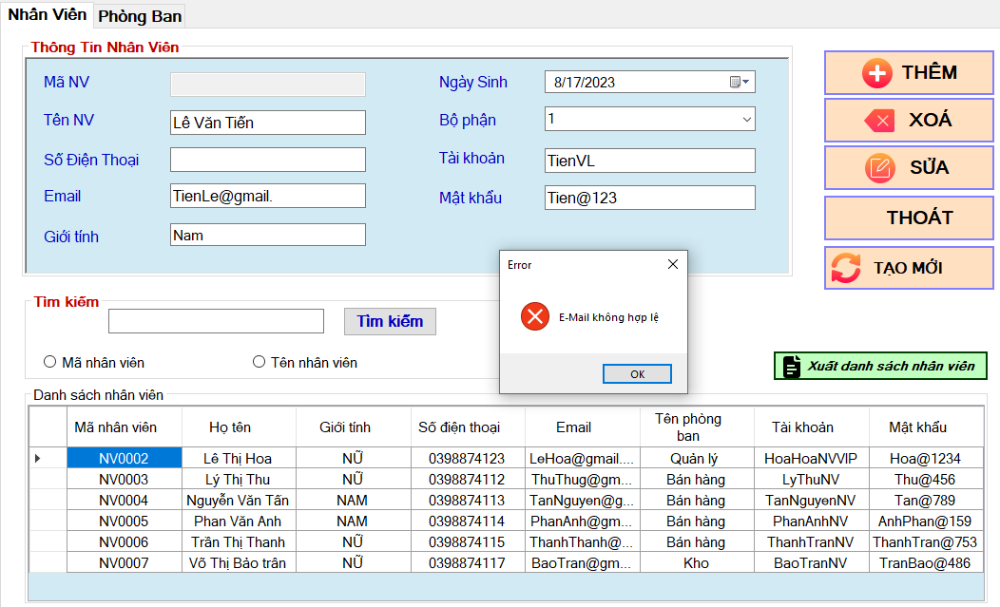 Nhân Viên Phòng Ban
Thông Tin Nhân Viên
Mã NV
Tên NV Lê Văn Tiến
Số Điện Thoại
Email TienLe@gmail.
Giới tính Nam
Ngày Sinh 8/17/2023
Bộ phận 1
Tài khoản TienVL
Mật khẩu Tien@123
THÊM
XOÁ
SỬA
THOÁT
TẠO MỚI
Error
E-Mail không hợp lệ
OK
Tìm kiếm
Tìm kiếm
Mã nhân viên Tên nhân viên
Xuất danh sách nhân viên
Danh sách nhân viên
Mã nhân viên Họ tên Giới tính Số điện thoại Email Tên phòng ban Tài khoản Mật khẩu
NV0002 Lê Thị Hoa NỮ 0398874123 LeHoa@gmail.... Quản lý HoaHoaNVVIP Hoa@1234
NV0003 Lý Thị Thu NỮ 0398874112 ThuThug@gm... Bán hàng LyThuNV Thu@456
NV0004 Nguyễn Văn Tấn NAM 0398874113 TanNguyen@g... Bán hàng TanNguyenNV Tan@789
NV0005 Phan Văn Anh NAM 0398874114 PhanAnh@gm... Bán hàng PhanAnhNV AnhPhan@159
NV0006 Trần Thị Thanh NỮ 0398874115 ThanhThanh@... Bán hàng ThanhTranNV ThanhTran@753
NV0007 Võ Thị Bảo trân NỮ 0398874117 BaoTran@gm... Kho BaoTranNV TranBao@486